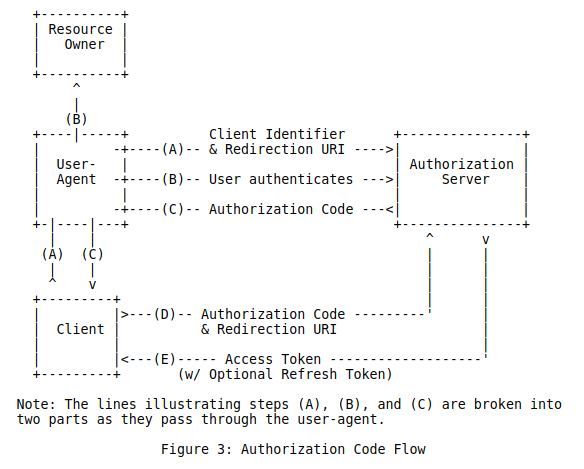 Resource
Owner
(B)
Client Identifier
(A)-- & Redirection URI
User-
Agent
(B)-- User authenticates
Authorization
Server
(C)-- Authorization Code
(A) (C)
v
v
(D)-- Authorization Code
& Redirection URI
Client
(E)----- Access Token
(w/ Optional Refresh Token)
Note: The lines illustrating steps (A), (B), and (C) are broken into
two parts as they pass through the user-agent.
Figure 3: Authorization Code Flow